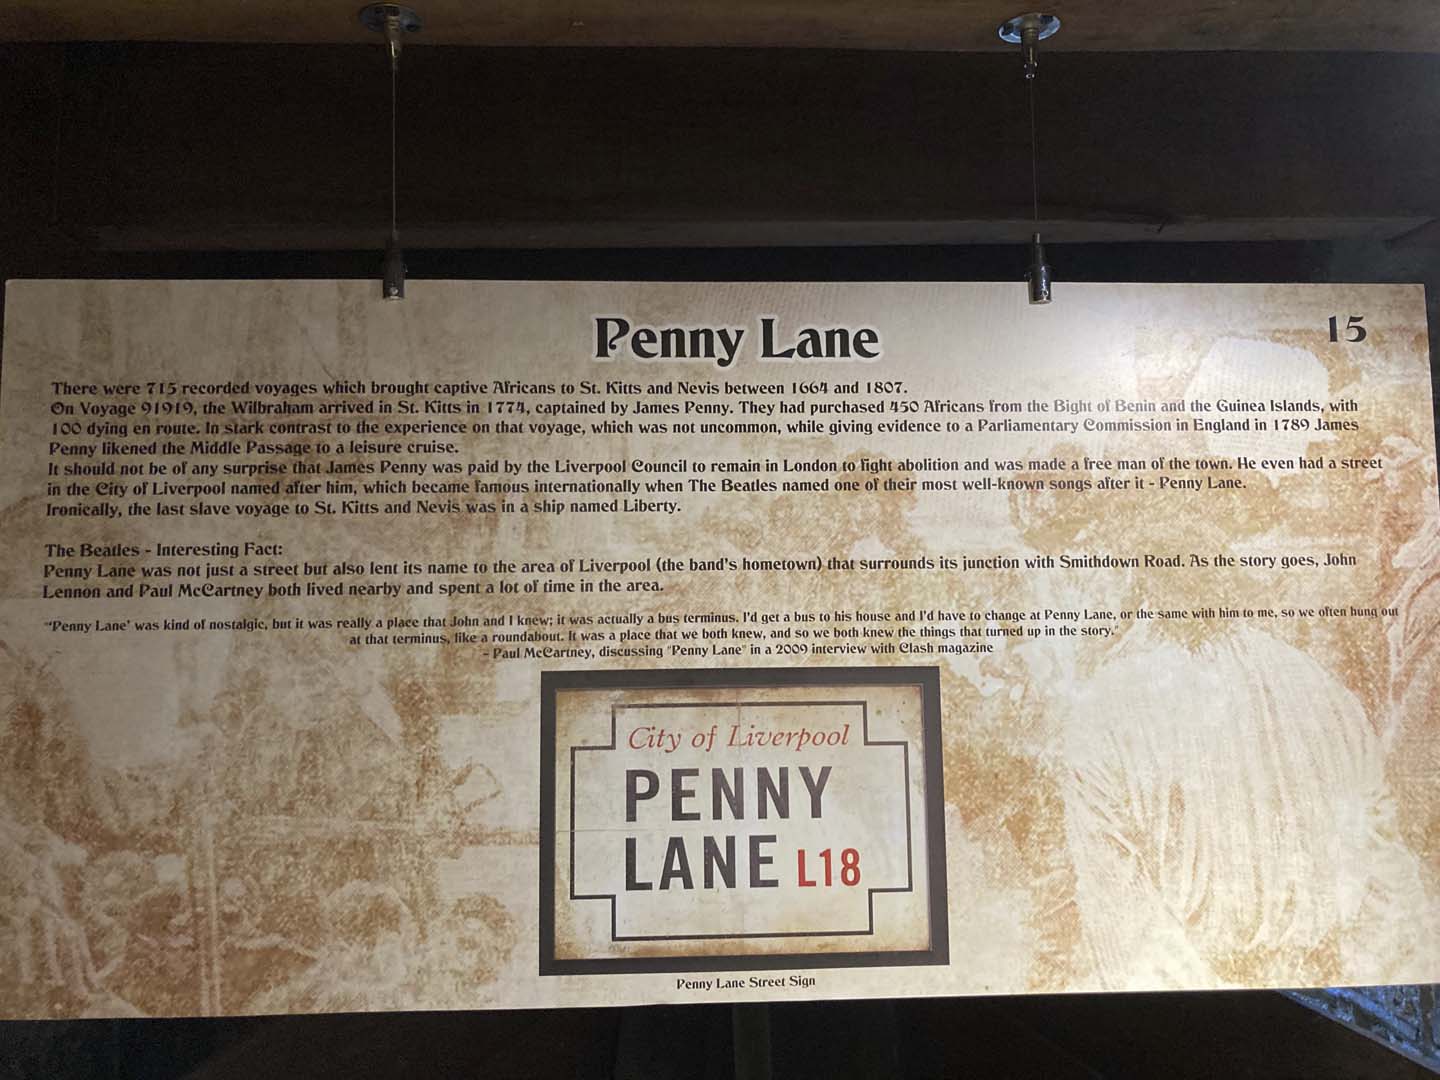 Penny Lane
15
There were 715 recorded voyages which brought captive Africans to St. Kitts and Nevis between 1664 and 1807.
On Voyage 91919, the Wilbraham arrived in St. Kitts in 1774, captained by James Penny. They had purchased 450 Africans from the Bight of Benin and the Guinea Islands, with
100 dying en route. In stark contrast to the experience on that voyage, which was not uncommon, while giving evidence to a Parliamentary Commission in England in 1789 James
Penny likened the Middle Passage to a leisure cruise.
It should not be of any surprise that James Penny was paid by the Liverpool Council to remain in London to fight abolition and was made a free man of the town. He even had a street
in the City of Liverpool named after him, which became famous internationally when The Beatles named one of their most well-known songs after it - Penny Lane.
Ironically, the last slave voyage to St. Kitts and Nevis was in a ship named Liberty.
The Beatles - Interesting Fact:
Penny Lane was not just a street but also lent its name to the area of Liverpool (the band's hometown) that surrounds its junction with Smithdown Road. As the story goes, John
Lennon and Paul McCartney both lived nearby and spent a lot of time in the area.
"'Penny Lane' was kind of nostalgic, but it was really a place that John and I knew; it was actually a bus terminus. I'd get a bus to his house and I'd have to change at Penny Lane, or the same with him to me, so we often hung out
at that terminus, like a roundabout. It was a place that we both knew, and so we both knew the things that turned up in the story."
- Paul McCartney, discussing "Penny Lane" in a 2009 interview with Clash magazine
City of Liverpool
PENNY
LANE L18
Penny Lane Street Sign